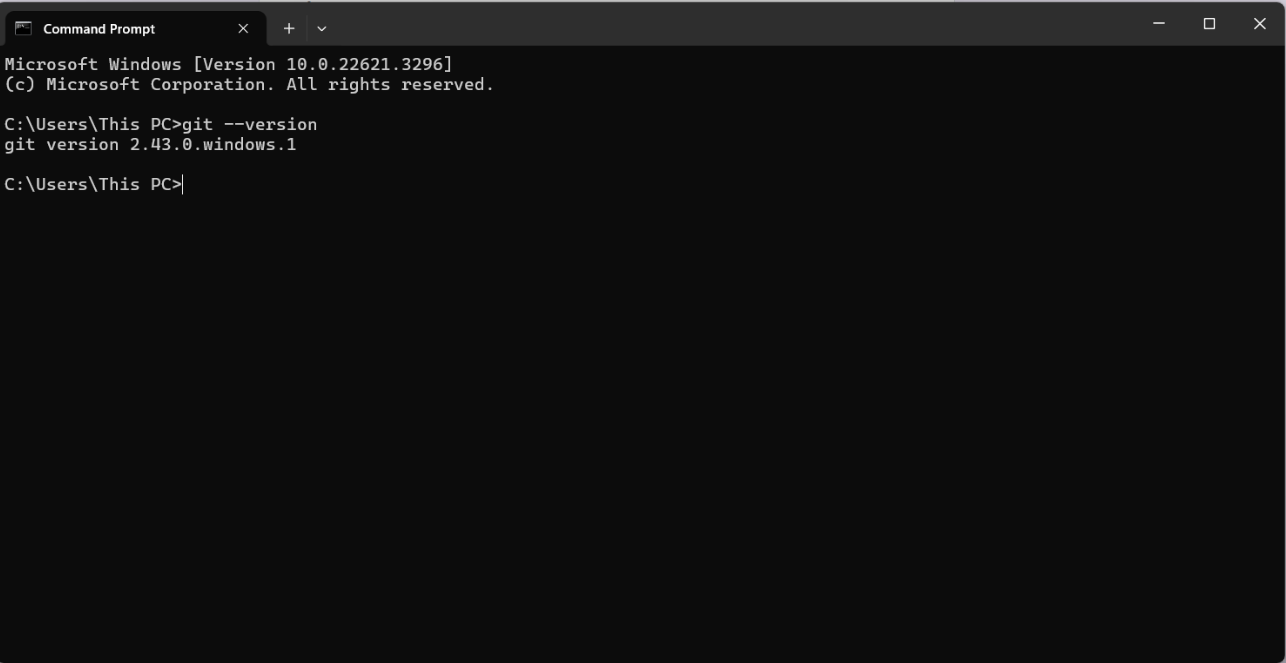 Command Prompt
Microsoft Windows [Version 10.0.22621.3296]
(c) Microsoft Corporation. All rights reserved.
C:\Users\This PC>git --version
git version 2.43.0.windows.1
C:\Users\This PC>